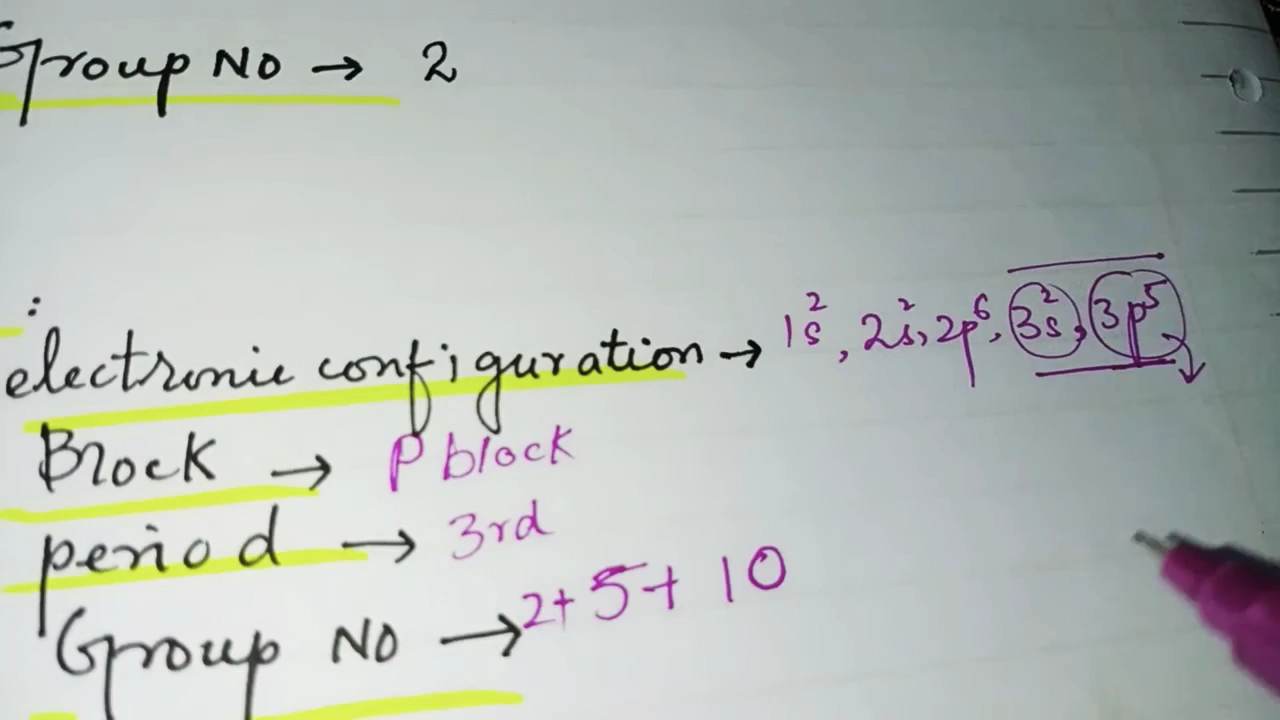 Group No → 2
:
electronic configuration → 1s², 2s², 2p⁶, 3s², 3p⁵
Block → P block
period → 3rd
Group No → 2+5+10